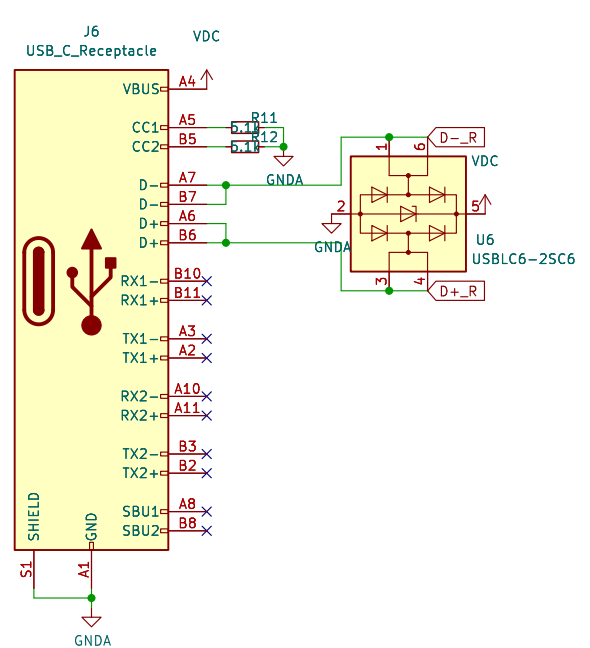 J6
USB_C_Receptacle
VDC
VBUS A4
CC1 A5 5.1k R11
CC2 B5 5.1k R12
GNDA
D- A7
D- B7
D+ A6
D+ B6
RX1- B10
RX1+ B11
TX1- A3
TX1+ A2
RX2- A10
RX2+ A11
TX2- B3
TX2+ B2
SBU1 A8
SBU2 B8
SHIELD
GND
S1
A1
GNDA
1
6
D-_R
VDC
2
5
GNDA
U6
USBLC6-2SC6
3
4
D+_R